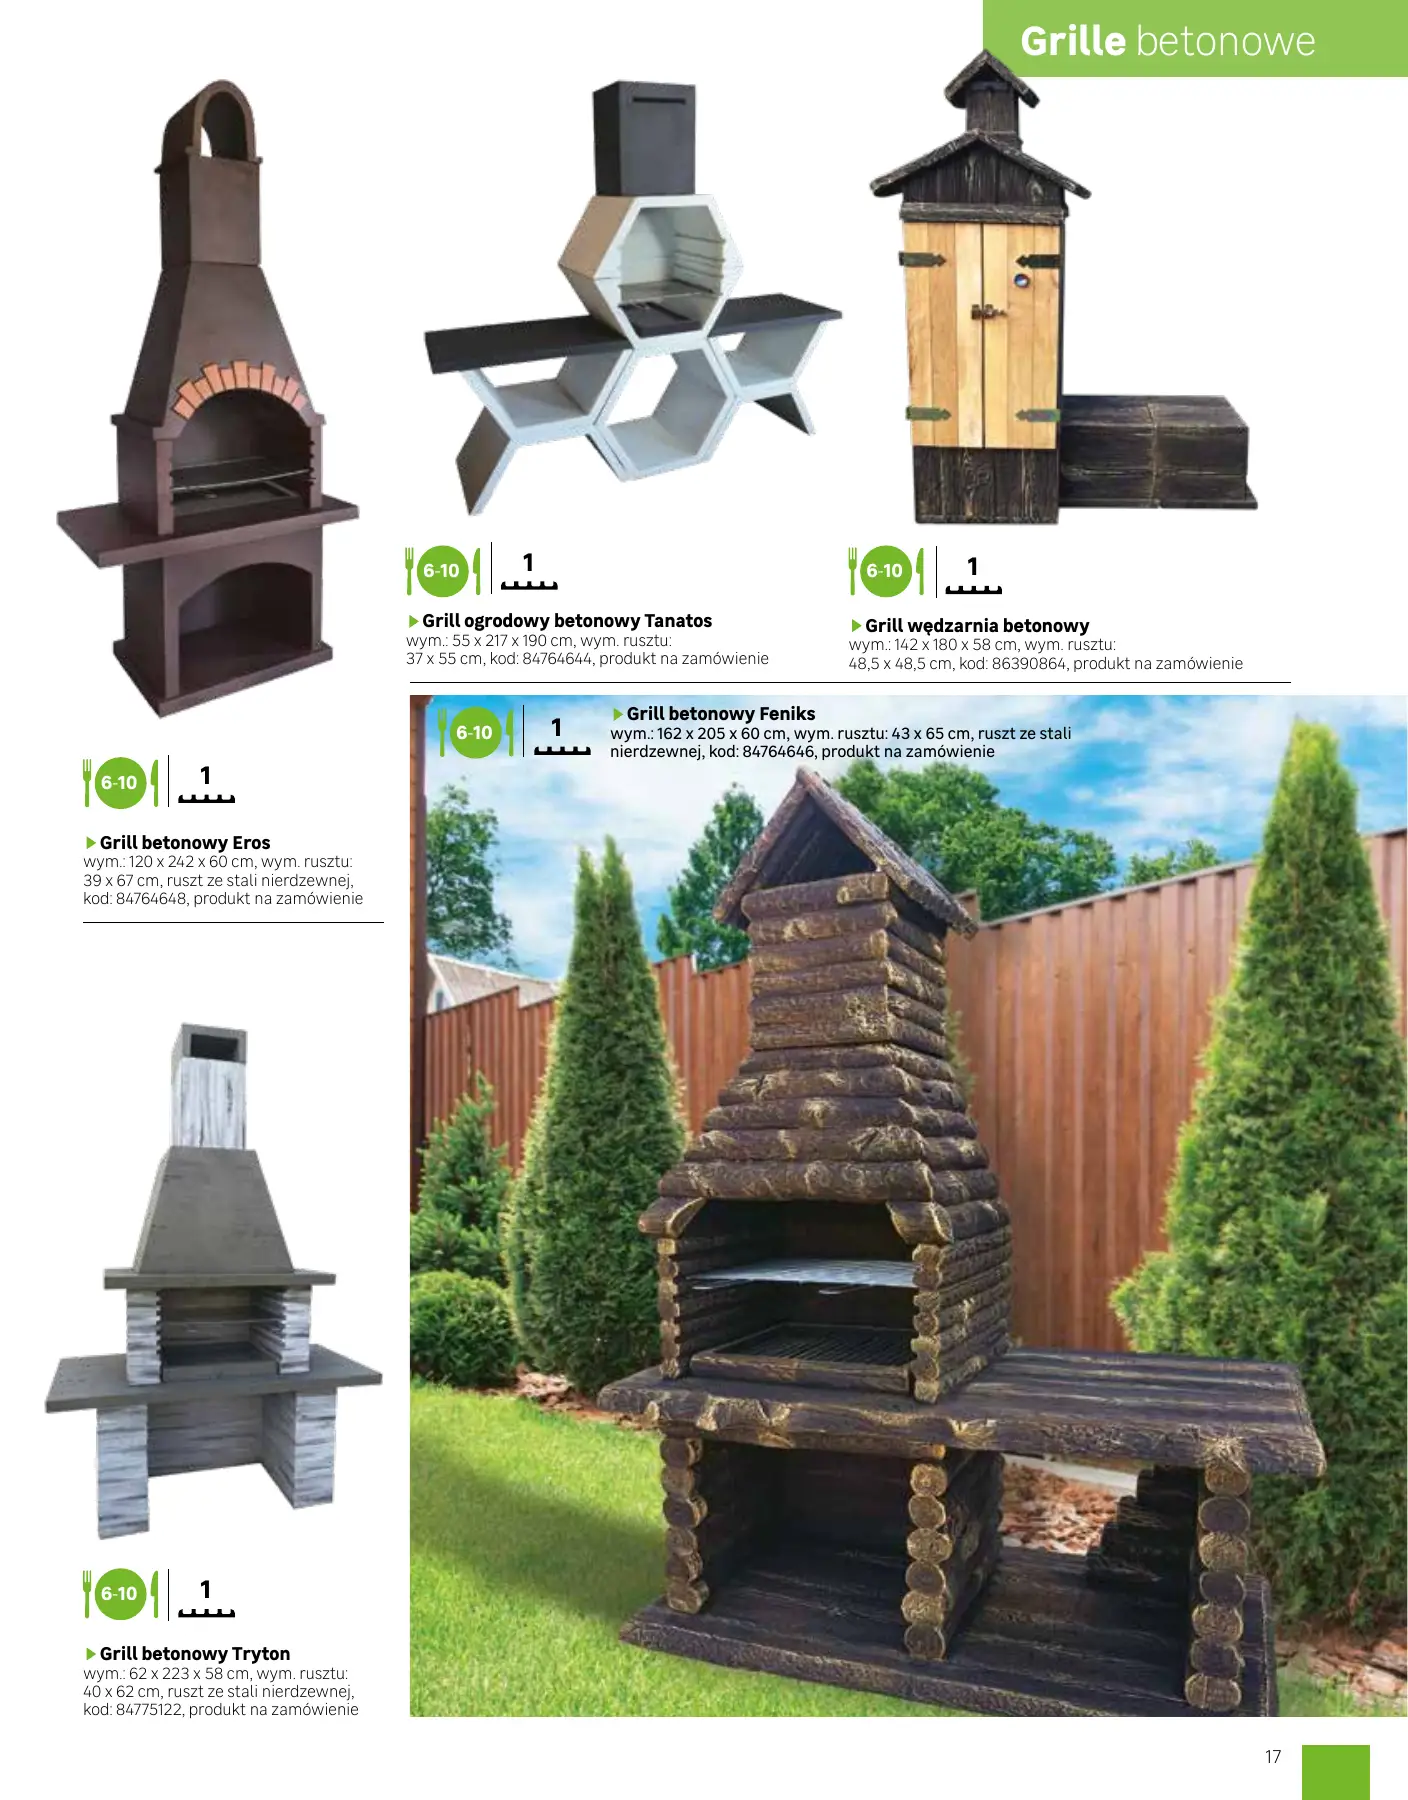 Grille betonowe
6-10
1
Grill ogrodowy betonowy Tanatos
wym.: 55 x 217 x 190 cm, wym. rusztu:
37 x 55 cm, kod: 84764644, produkt na zamówienie
6-10
1
Grill wędzarnia betonowy
wym.: 142 x 180 x 58 cm, wym. rusztu:
48,5 x 48,5 cm, kod: 86390864, produkt na zamówienie
6-10
1
Grill betonowy Feniks
wym.: 162 x 205 x 60 cm, wym. rusztu: 43 x 65 cm, ruszt ze stali
nierdzewnej, kod: 84764646, produkt na zamówienie
6-10
1
Grill betonowy Eros
wym.: 120 x 242 x 60 cm, wym. rusztu:
39 x 67 cm, ruszt ze stali nierdzewnej,
kod: 84764648, produkt na zamówienie
6-10
1
Grill betonowy Tryton
wym.: 62 x 223 x 58 cm, wym. rusztu:
40 x 62 cm, ruszt ze stali nierdzewnej,
kod: 84775122, produkt na zamówienie
17